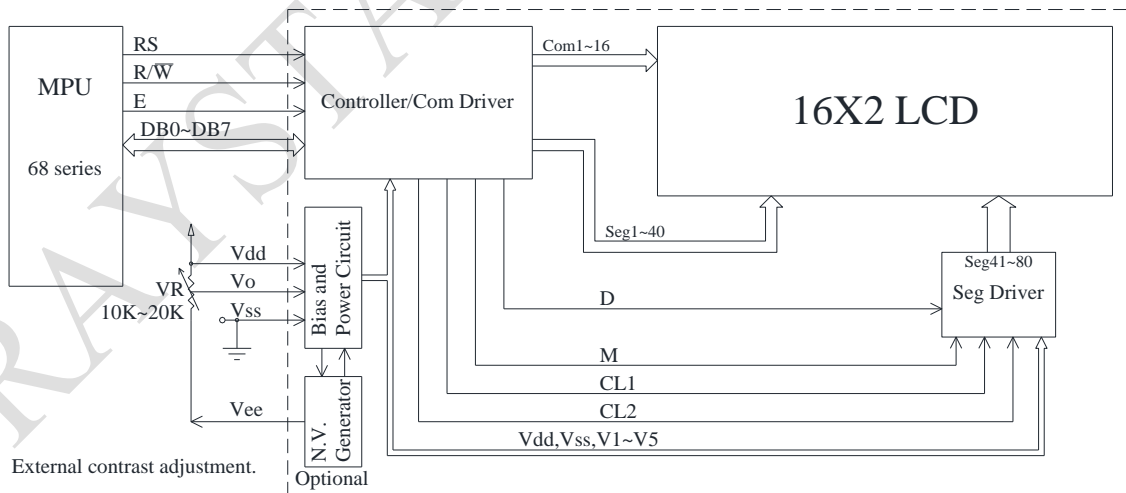 RS
R/W̅
E
DB0~DB7
MPU
68 series
Controller/Com Driver
Com1~16
16X2 LCD
Seg1~40
Seg41~80
Seg Driver
Vdd
Vo
Vss
VR
10K~20K
Bias and
Power Circuit
D
M
CL1
CL2
Vdd,Vss,V1~V5
Vee
N.V.
Generator
Optional
External contrast adjustment.
RAYSTA